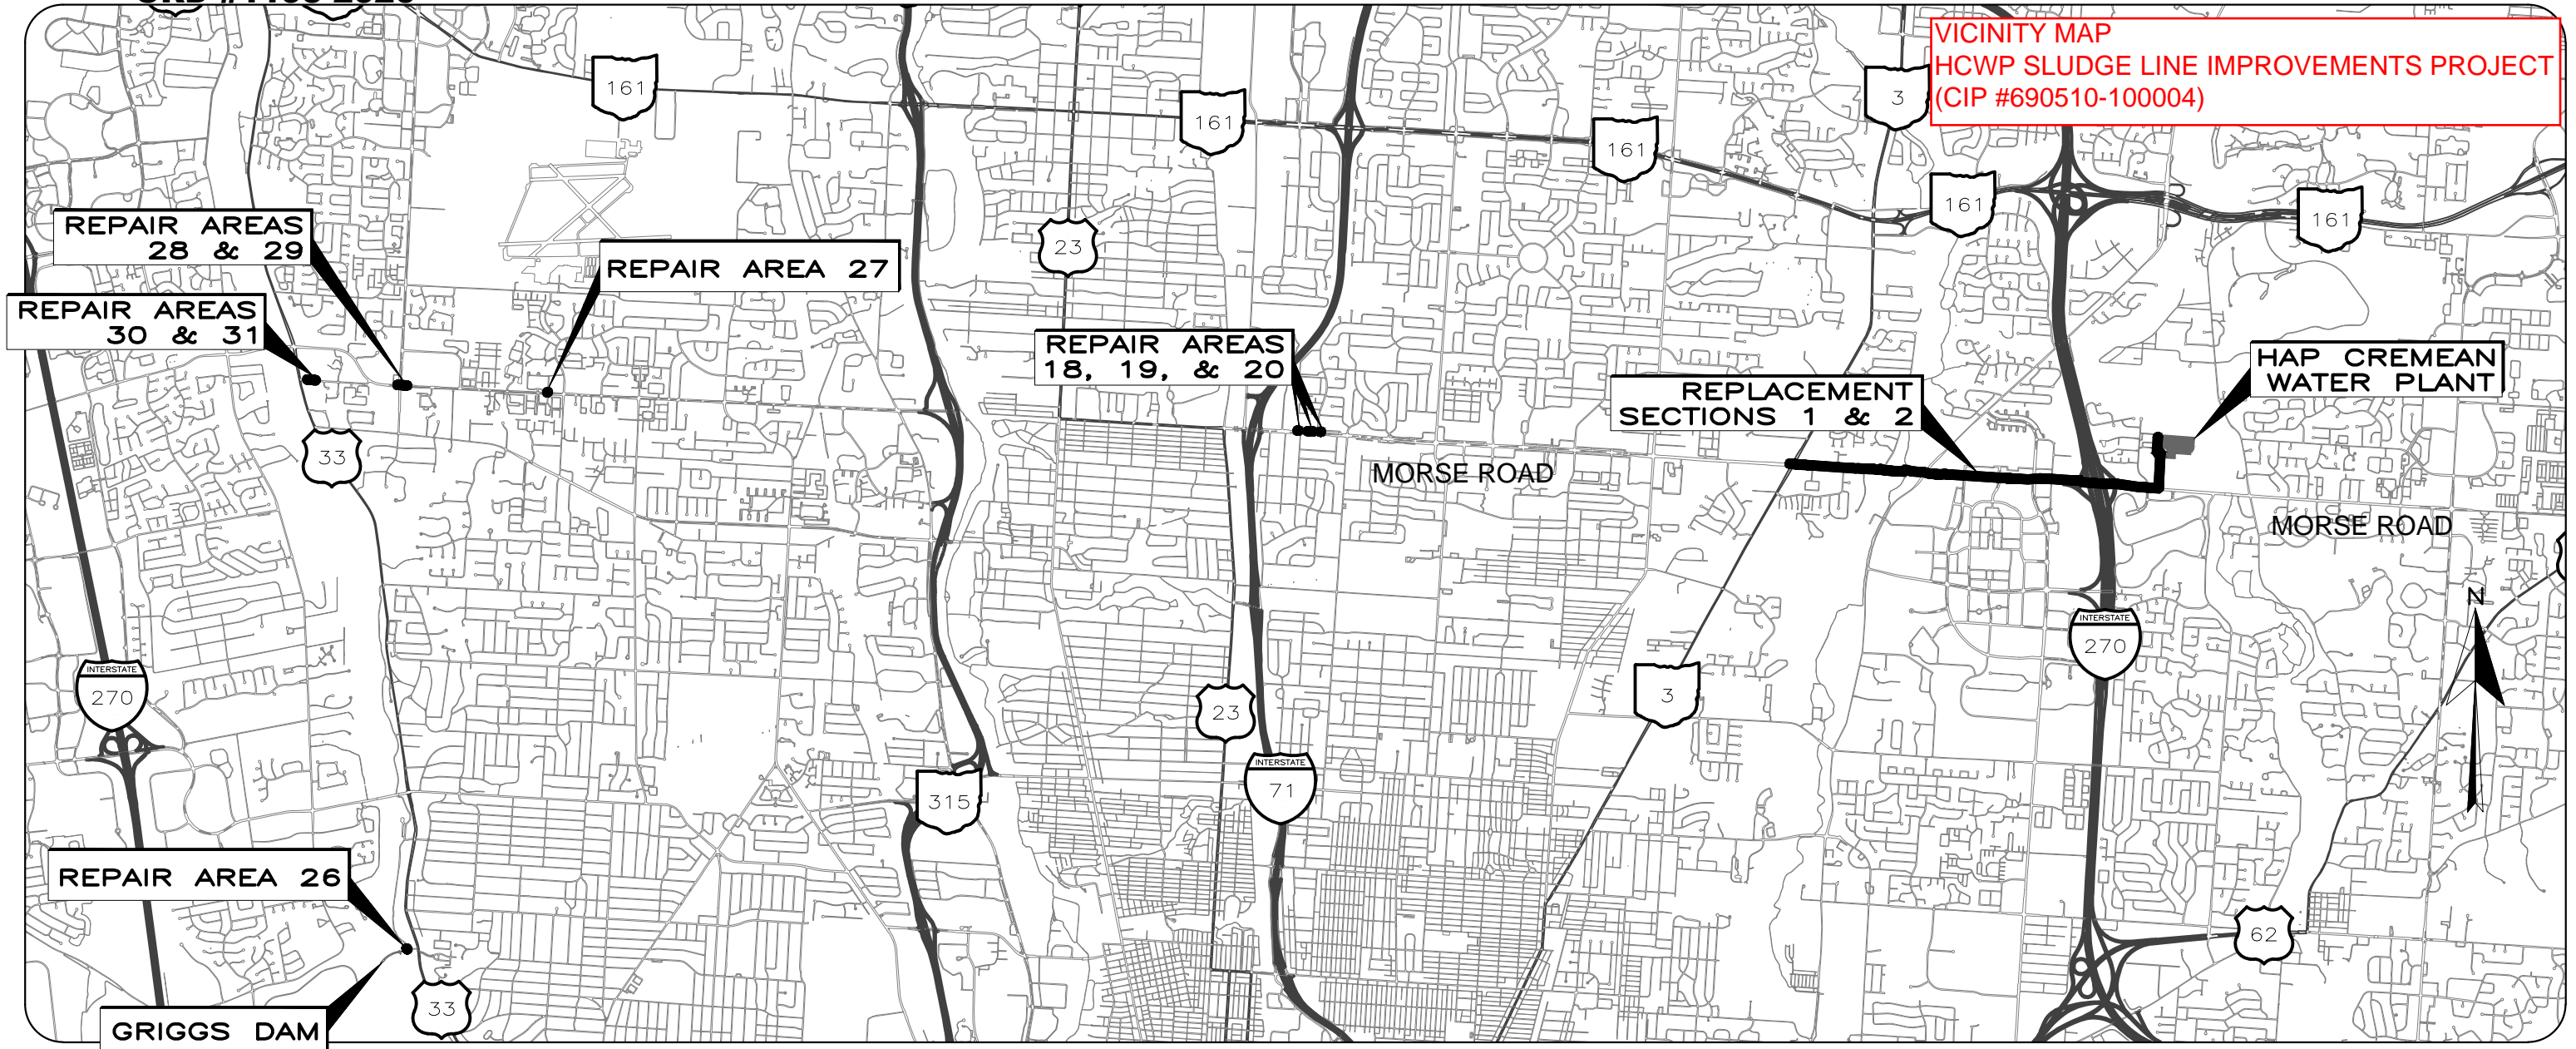 VICINITY MAP
HCWP SLUDGE LINE IMPROVEMENTS PROJECT
(CIP #690510-100004)
161
161
3
161
161
161
REPAIR AREAS
28 & 29
23
REPAIR AREA 27
REPAIR AREAS
30 & 31
REPAIR AREAS
18, 19, & 20
HAP CREMEAN
WATER PLANT
REPLACEMENT
SECTIONS 1 & 2
33
MORSE ROAD
MORSE ROAD
N
INTERSTATE
270
INTERSTATE
270
3
23
INTERSTATE
71
315
REPAIR AREA 26
62
33
GRIGGS DAM